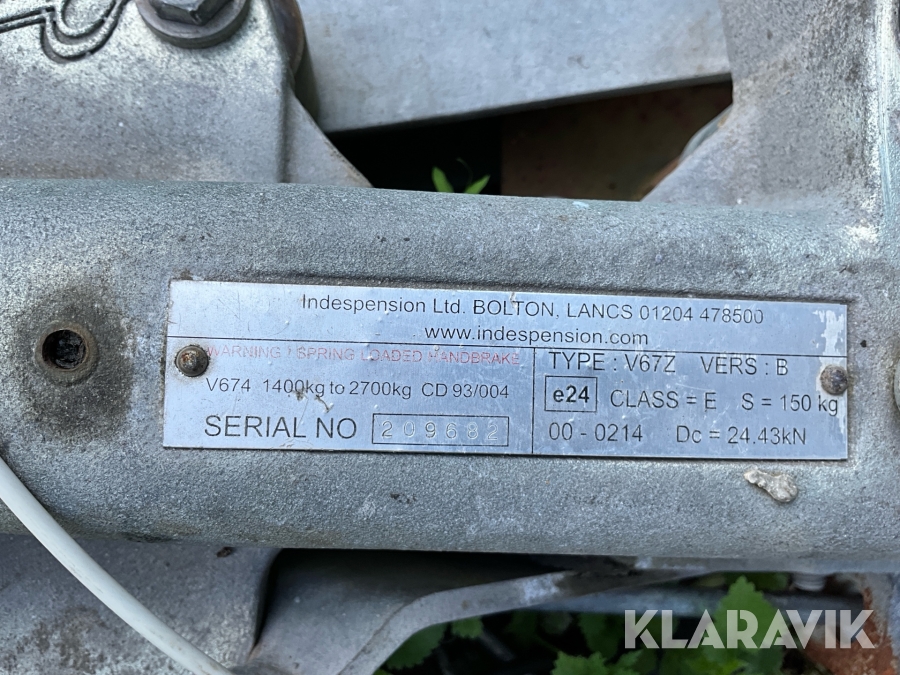 Indespension Ltd. BOLTON, LANCS 01204 478500
www.indespension.com
WARNING ! SPRING LOADED HANDBRAKE
V674 1400kg to 2700kg CD 93/004
SERIAL NO 209682
TYPE : V67Z VERS : B
e24 CLASS = E S = 150 kg
00 - 0214 Dc = 24.43kN
KLARAVIK